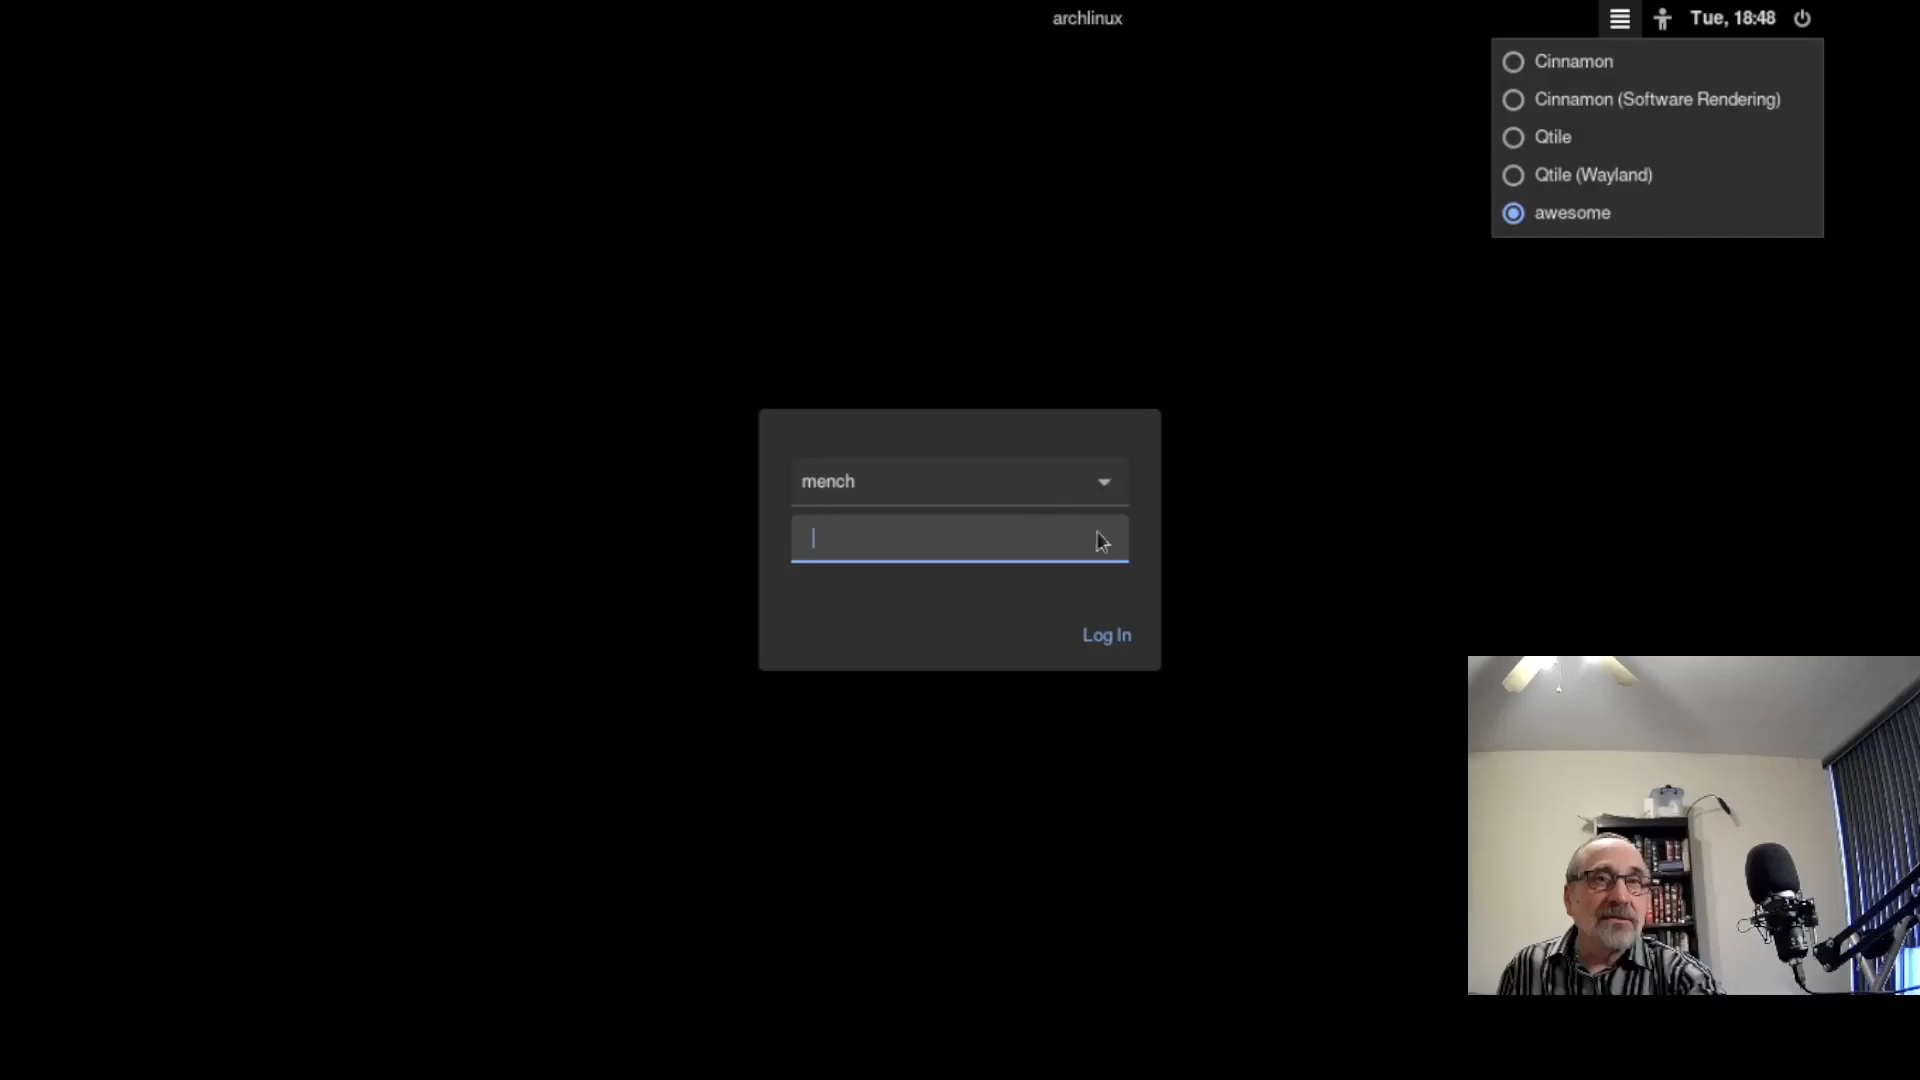 archlinux
Tue, 18:48
Cinnamon
Cinnamon (Software Rendering)
Qtile
Qtile (Wayland)
awesome
mench
Log In